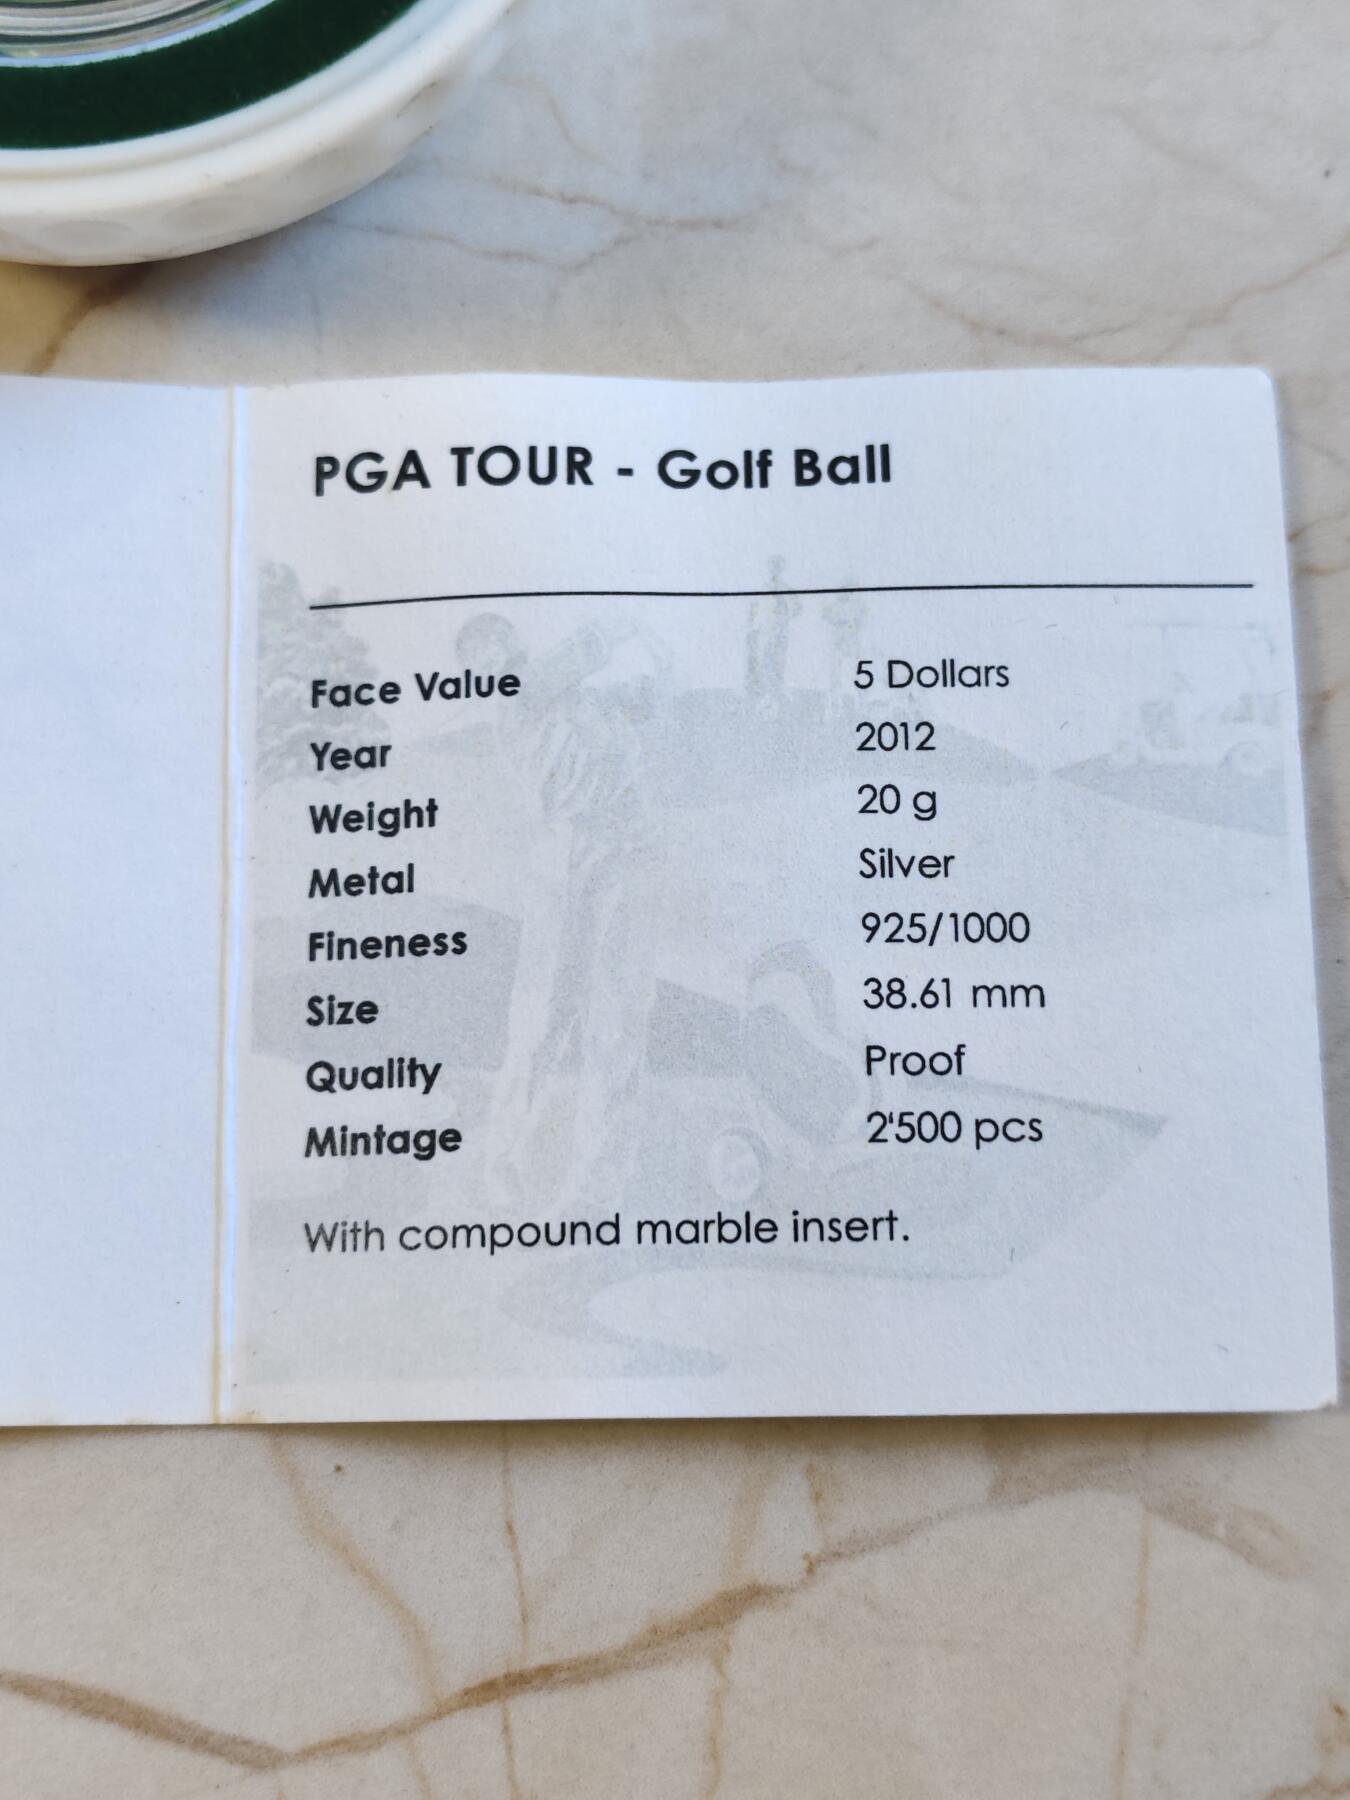 PGA TOUR - Golf Ball
Face Value 5 Dollars
Year 2012
Weight 20 g
Metal Silver
Fineness 925/1000
Size 38.61 mm
Quality Proof
Mintage 2'500 pcs
With compound marble insert.